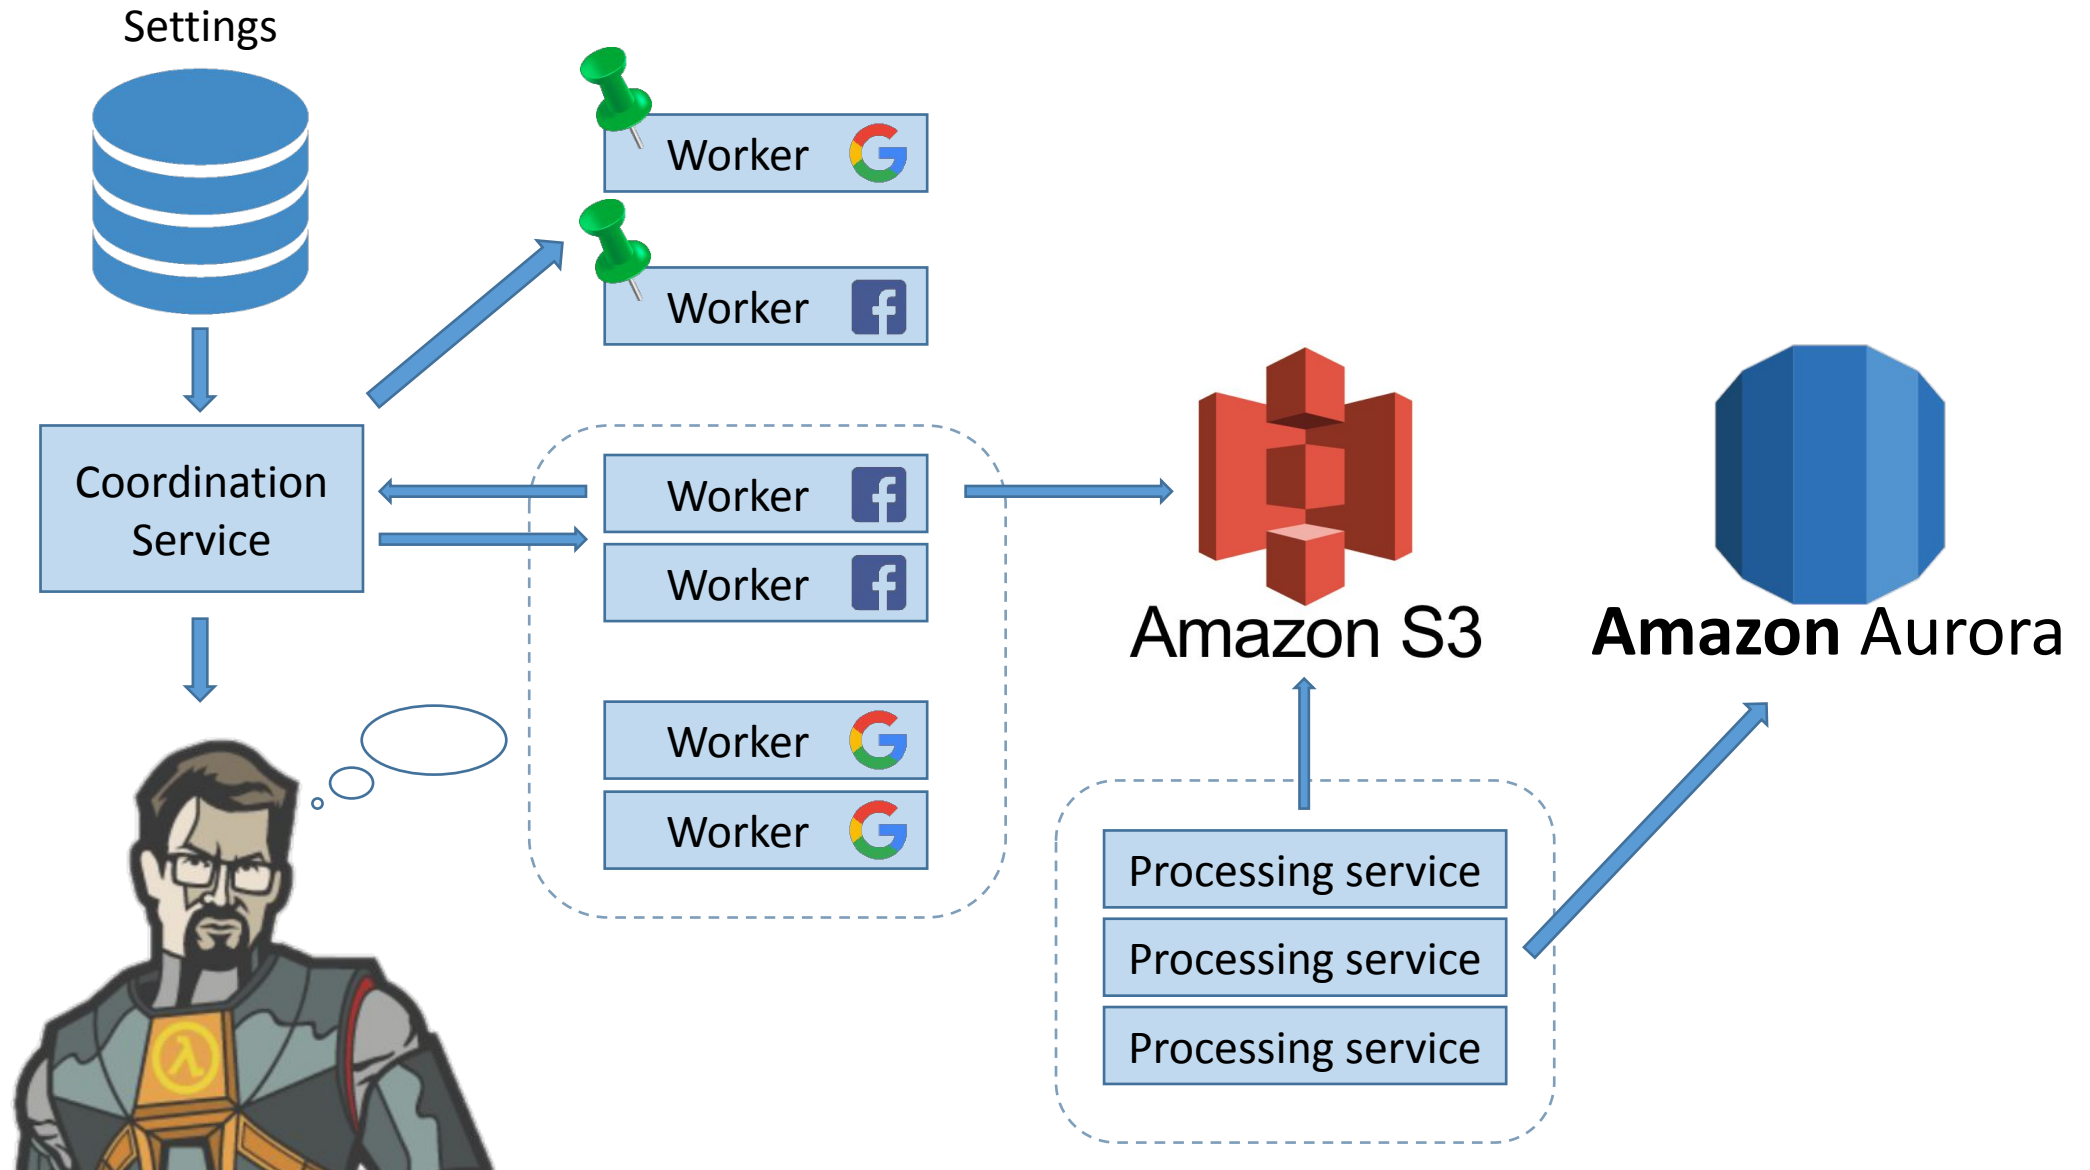 Settings
Worker
Worker
Coordination
Service
Worker
Worker
Worker
Worker
Amazon S3
Amazon Aurora
Processing service
Processing service
Processing service
λ